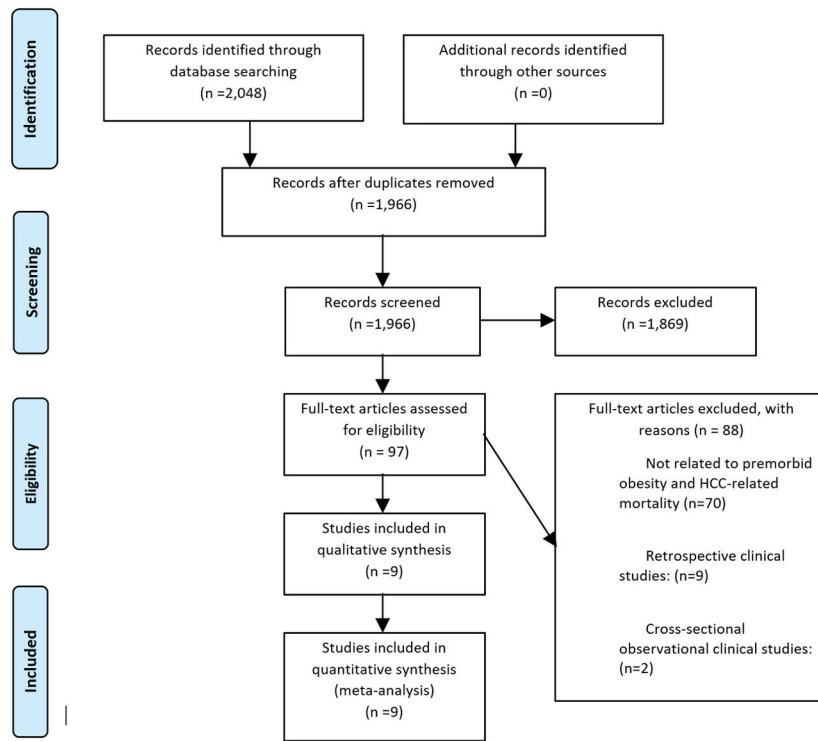 Identification
Records identified through
database searching
(n =2,048)
Additional records identified
through other sources
(n =0)
Records after duplicates removed
(n =1,966)
Screening
Records screened
(n =1,966)
Records excluded
(n =1,869)
Eligibility
Full-text articles assessed
for eligibility
(n = 97)
Full-text articles excluded, with
reasons (n = 88)
Not related to premorbid
obesity and HCC-related
mortality (n=70)
Retrospective clinical
studies: (n=9)
Cross-sectional
observational clinical studies:
(n=2)
Studies included in
qualitative synthesis
(n =9)
Included
Studies included in
quantitative synthesis
(meta-analysis)
(n =9)